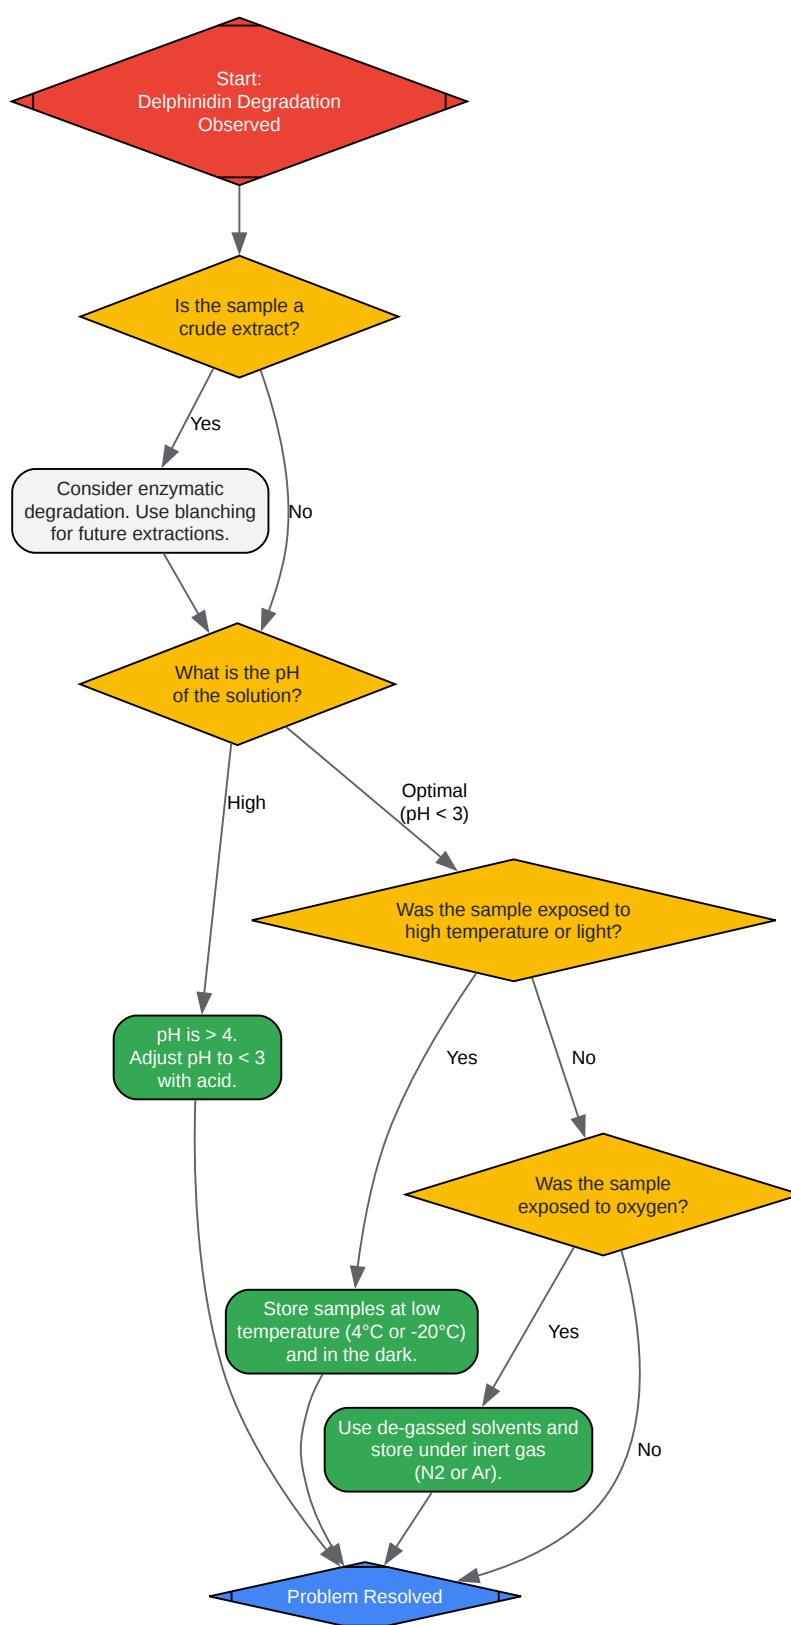 Start:
Delphinidin Degradation
Observed
Is the sample a
crude extract?
Yes
Consider enzymatic
degradation. Use blanching
for future extractions.
No
What is the pH
of the solution?
High
Optimal
(pH < 3)
Was the sample exposed to
high temperature or light?
pH is > 4.
Adjust pH to < 3
with acid.
Yes
No
Was the sample
exposed to oxygen?
Store samples at low
temperature (4°C or -20°C)
and in the dark.
Yes
Use de-gassed solvents and
store under inert gas
(N2 or Ar).
No
Problem Resolved